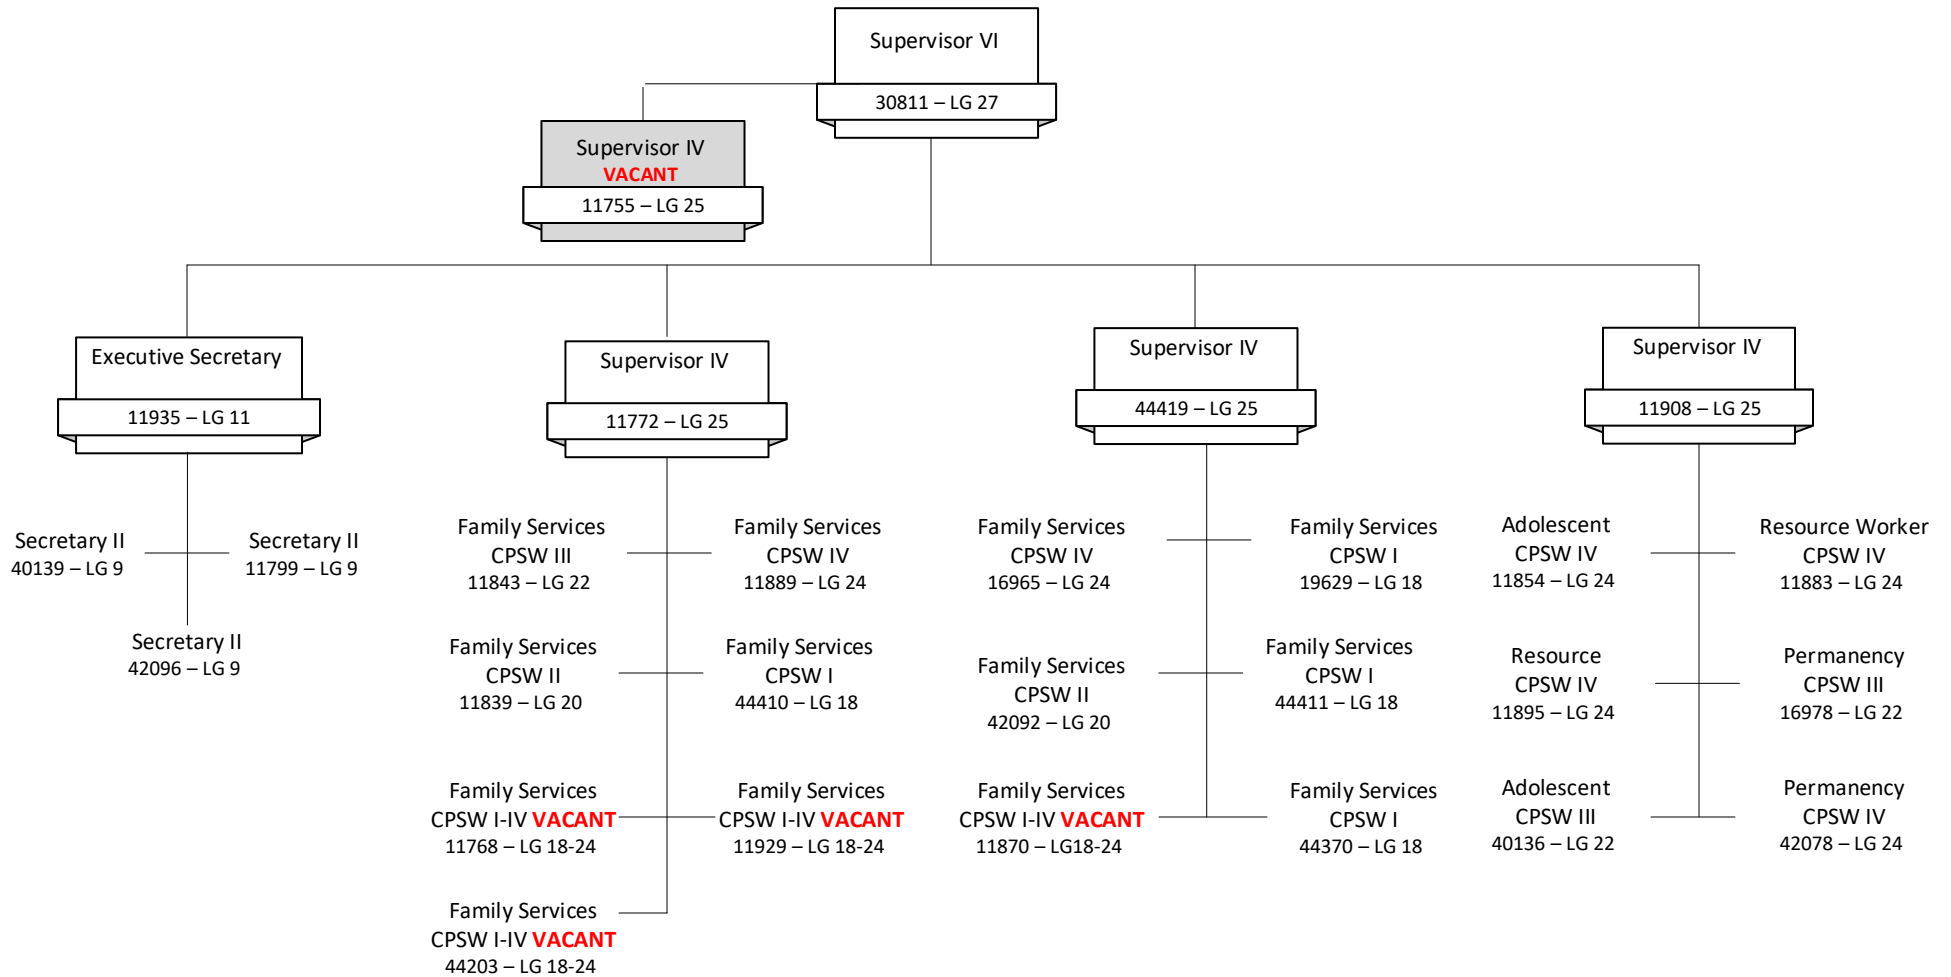 Supervisor VI
30811 – LG 27
Supervisor IV
VACANT
11755 – LG 25
Executive Secretary
11935 – LG 11
Secretary II
40139 – LG 9
Secretary II
11799 – LG 9
Secretary II
42096 – LG 9
Supervisor IV
11772 – LG 25
Family Services
CPSW III
11843 – LG 22
Family Services
CPSW IV
11889 – LG 24
Family Services
CPSW II
11839 – LG 20
Family Services
CPSW I
44410 – LG 18
Family Services
CPSW I-IV VACANT
11768 – LG 18-24
Family Services
CPSW I-IV VACANT
11929 – LG 18-24
Family Services
CPSW I-IV VACANT
44203 – LG 18-24
Supervisor IV
44419 – LG 25
Family Services
CPSW IV
16965 – LG 24
Family Services
CPSW I
19629 – LG 18
Family Services
CPSW II
42092 – LG 20
Family Services
CPSW I
44411 – LG 18
Family Services
CPSW I-IV VACANT
11870 – LG18-24
Family Services
CPSW I
44370 – LG 18
Supervisor IV
11908 – LG 25
Adolescent
CPSW IV
11854 – LG 24
Resource Worker
CPSW IV
11883 – LG 24
Resource
CPSW IV
11895 – LG 24
Permanency
CPSW III
16978 – LG 22
Adolescent
CPSW III
40136 – LG 22
Permanency
CPSW IV
42078 – LG 24